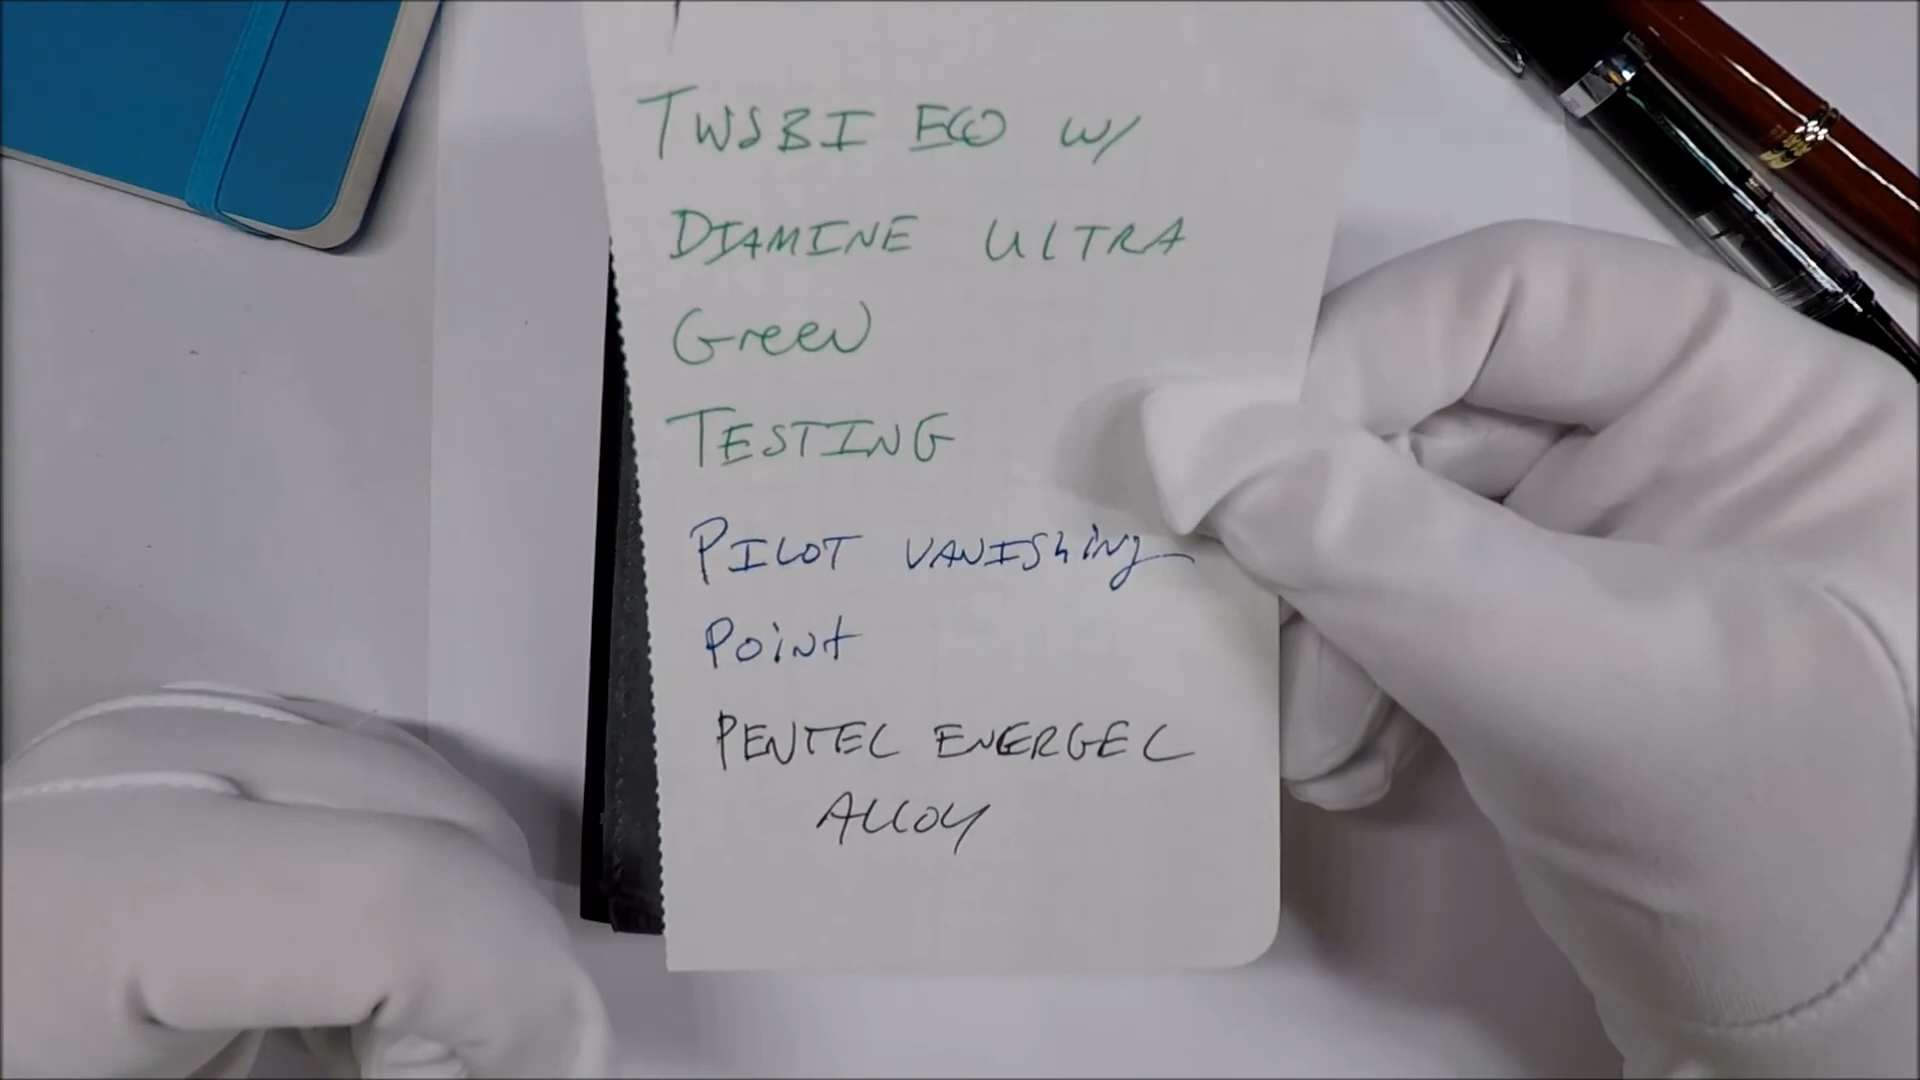 TWSBI ECO w/
DIAMINE ULTRA
Green
TESTING
PILOT VANISHING
Point
PENTEL ENERGEL
ALLOY